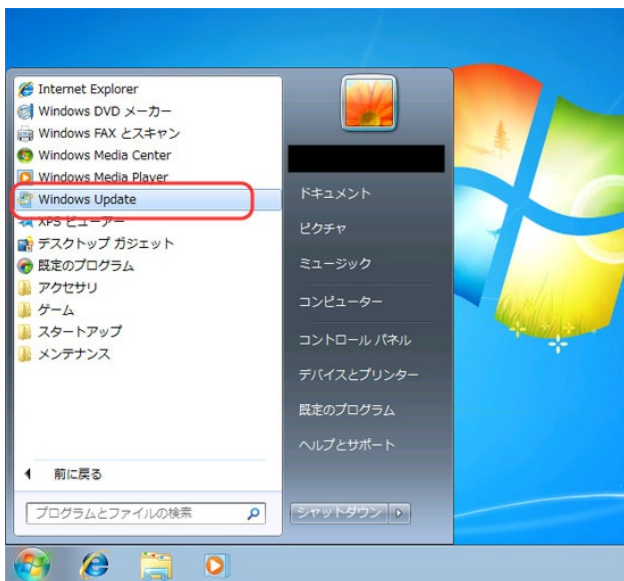 Internet Explorer
Windows DVD メーカー
Windows FAX とスキャン
Windows Media Center
Windows Media Player
Windows Update
XPS ビューアー
デスクトップ ガジェット
既定のプログラム
アクセサリ
ゲーム
スタートアップ
メンテナンス
前に戻る
プログラムとファイルの検索
ドキュメント
ピクチャ
ミュージック
コンピューター
コントロール パネル
デバイスとプリンター
既定のプログラム
ヘルプとサポート
シャットダウン